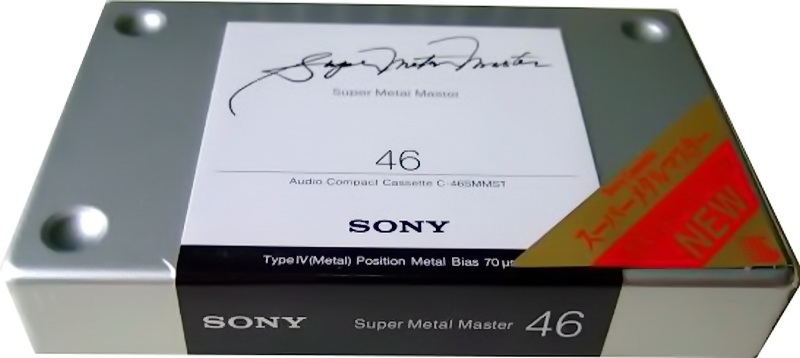 Super Metal Master
Super Metal Master
46
Audio Compact Cassette C-46SMMST
SONY
Type IV (Metal) Position Metal Bias 70 µs
スーパーメタルマスター
NEW
SONY Super Metal Master 46